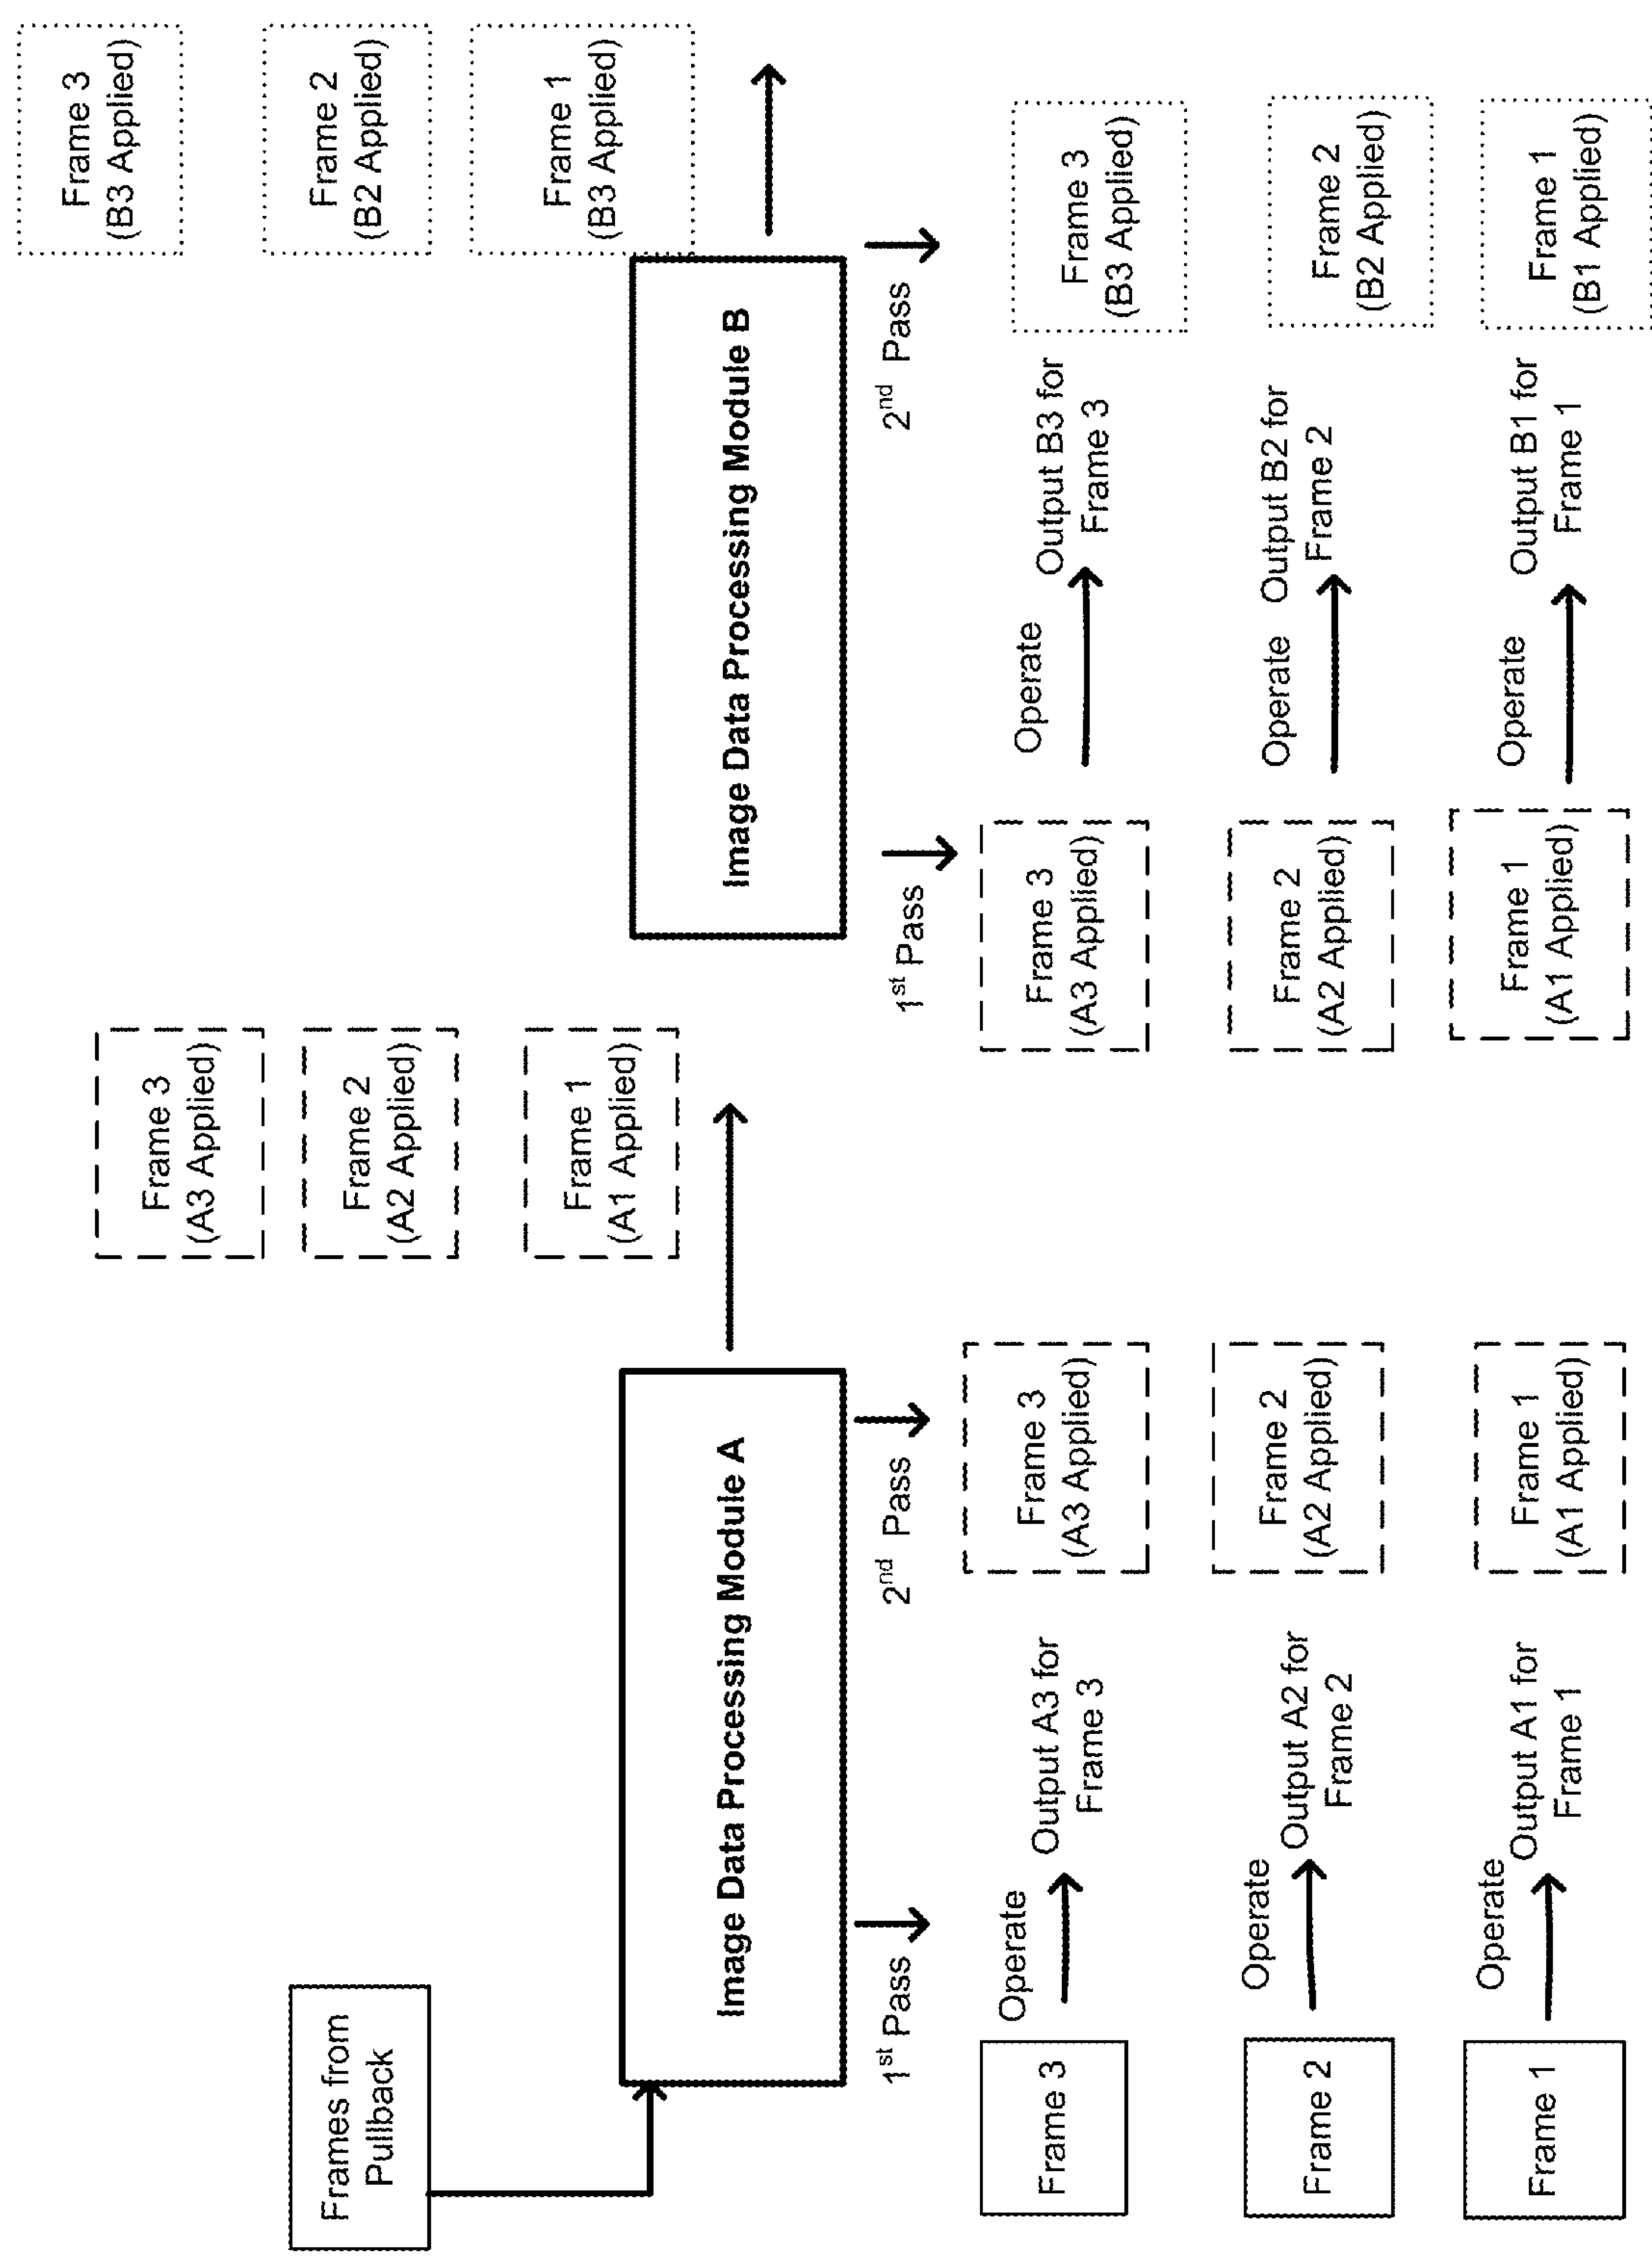 Frames from
Pullback
Image Data Processing Module A
Frame 3
(A3 Applied)
Frame 2
(A2 Applied)
Frame 1
(A1 Applied)
Image Data Processing Module B
Frame 3
(B3 Applied)
Frame 2
(B2 Applied)
Frame 1
(B3 Applied)
1st Pass
2nd Pass
1st Pass
2nd Pass
Frame 3
Operate
Output A3 for
Frame 3
Frame 3
(A3 Applied)
Frame 3
(A3 Applied)
Operate
Output B3 for
Frame 3
Frame 3
(B3 Applied)
Frame 2
Operate
Output A2 for
Frame 2
Frame 2
(A2 Applied)
Frame 2
(A2 Applied)
Operate
Output B2 for
Frame 2
Frame 2
(B2 Applied)
Frame 1
Operate
Output A1 for
Frame 1
Frame 1
(A1 Applied)
Frame 1
(A1 Applied)
Operate
Output B1 for
Frame 1
Frame 1
(B1 Applied)